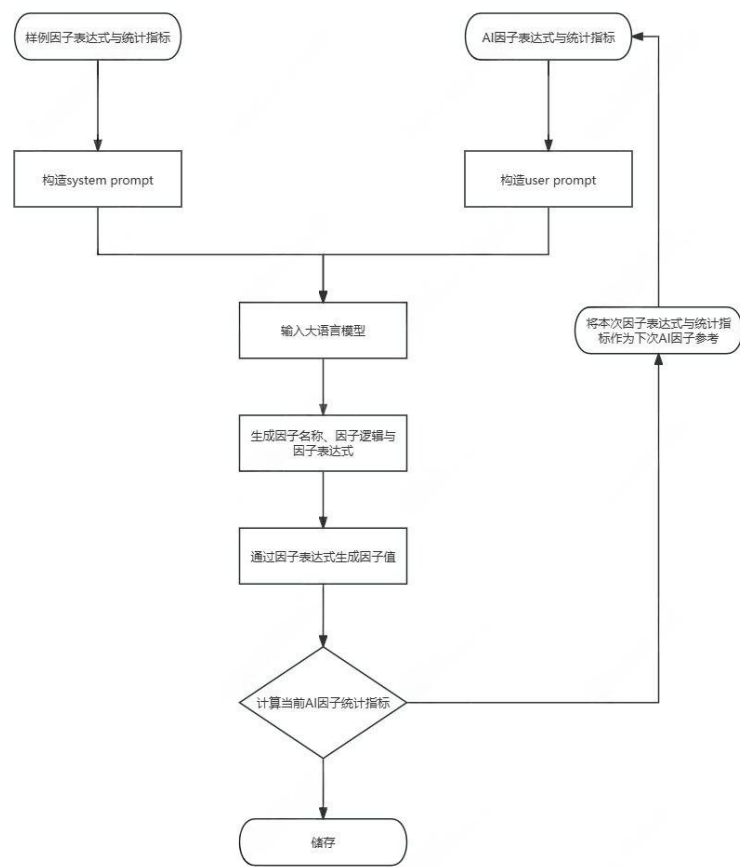 样例因子表达式与统计指标
AI因子表达式与统计指标
构造system prompt
构造user prompt
输入大语言模型
将本次因子表达式与统计指
标作为下次AI因子参考
生成因子名称、因子逻辑与
因子表达式
通过因子表达式生成因子值
计算当前AI因子统计指标
储存